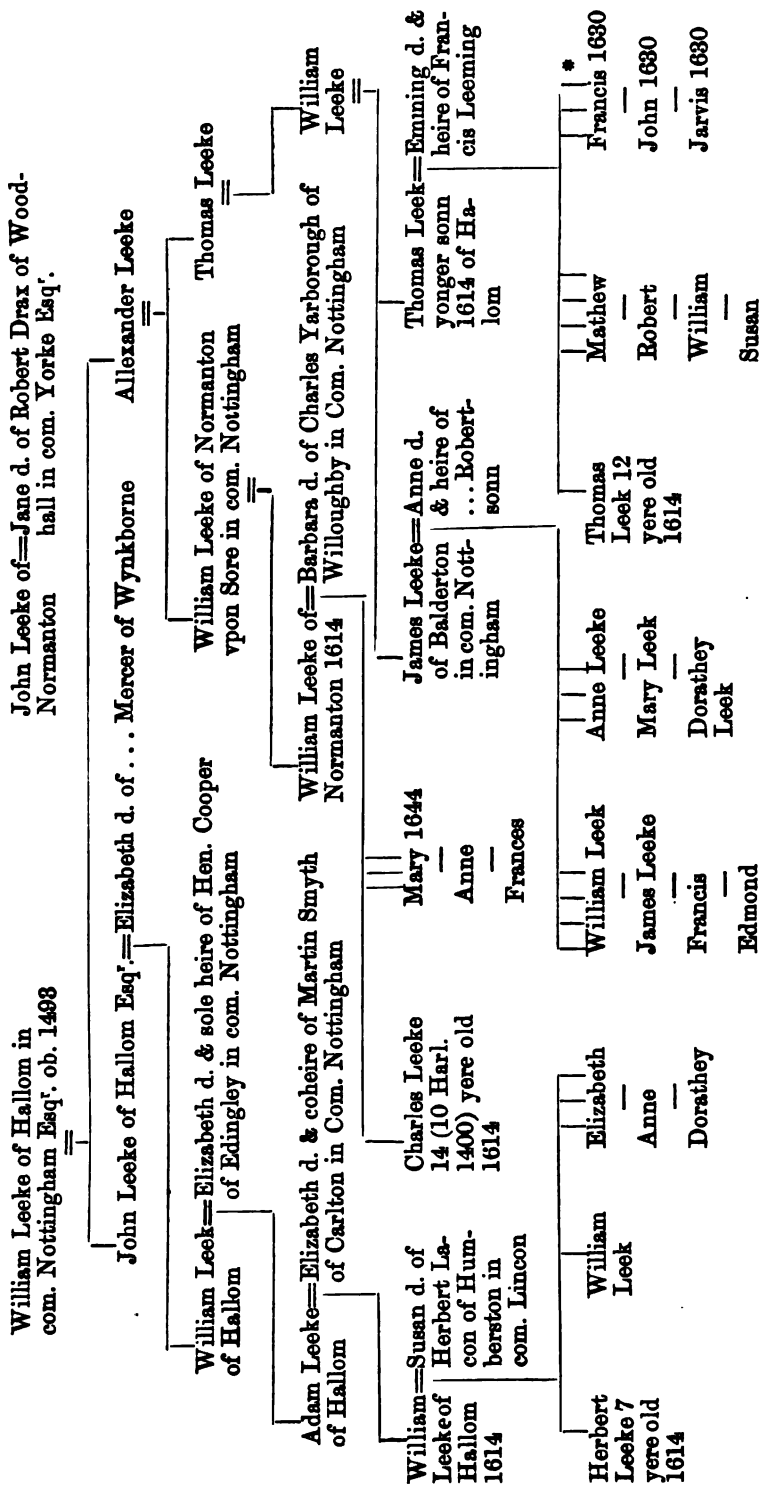 William Leeke of Hallom in
com. Nottingham Esqr. ob. 1493
John Leeke of=Jane d. of Robert Drax of Wood-
Normanton hall in com. Yorke Esqr.
John Leeke of Hallom Esqr.=Elizabeth d. of ... Mercer of Wynkborne
Allexander Leeke
William Leek=Elizabeth d. & sole heire of Hen. Cooper
of Hallom of Edingley in com. Nottingham
William Leeke of Normanton
vpon Sore in com. Nottingham
Thomas Leeke
Adam Leeke=Elizabeth d. & coheire of Martin Smyth
of Hallom of Carlton in Com. Nottingham
William Leeke of=Barbara d. of Charles Yarborough of
Normanton 1614 Willoughby in Com. Nottingham
William
Leeke
William=Susan d. of
Leeke of Herbert La-
Hallom con of Hum-
1614 berston in
com. Lincon
Charles Leeke
14 (10 Harl.
1400) yere old
1614
Mary 1644
Anne
Frances
James Leeke=Anne d.
of Balderton & heire of
in com. Nott- ... Robert-
ingham sonn
Thomas Leek=Emming d. &
yonger sonn heire of Fran-
1614 of Ha- cis Leeming
lom
Herbert
Leeke 7
yere old
1614
William
Leek
Elizabeth
Anne
Dorathey
William Leek
James Leeke
Francis
Edmond
Anne Leeke
Mary Leek
Dorathey
Leek
Thomas
Leek 12
yere old
1614
Mathew
Robert
William
Susan
*
Francis 1630
John 1630
Jarvis 1630